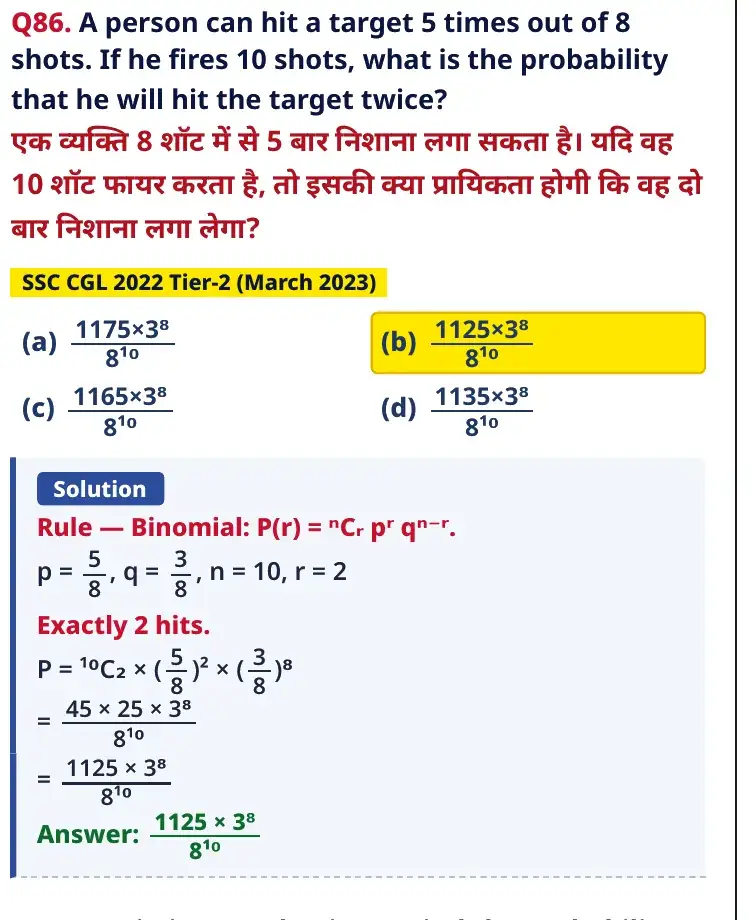 Q86. A person can hit a target 5 times out of 8
shots. If he fires 10 shots, what is the probability
that he will hit the target twice?
एक व्यक्ति 8 शॉट में से 5 बार निशाना लगा सकता है। यदि वह
10 शॉट फायर करता है, तो इसकी क्या प्रायिकता होगी कि वह दो
बार निशाना लगा लेगा?
SSC CGL 2022 Tier-2 (March 2023)
(a) 1175×3⁸/8¹⁰ (b) 1125×3⁸/8¹⁰
(c) 1165×3⁸/8¹⁰ (d) 1135×3⁸/8¹⁰
Solution
Rule — Binomial: P(r) = ⁿCᵣ pʳ qⁿ⁻ʳ.
p = 5/8, q = 3/8, n = 10, r = 2
Exactly 2 hits.
P = ¹⁰C₂ × (5/8)² × (3/8)⁸
= 45 × 25 × 3⁸/8¹⁰
= 1125 × 3⁸/8¹⁰
Answer: 1125 × 3⁸/8¹⁰